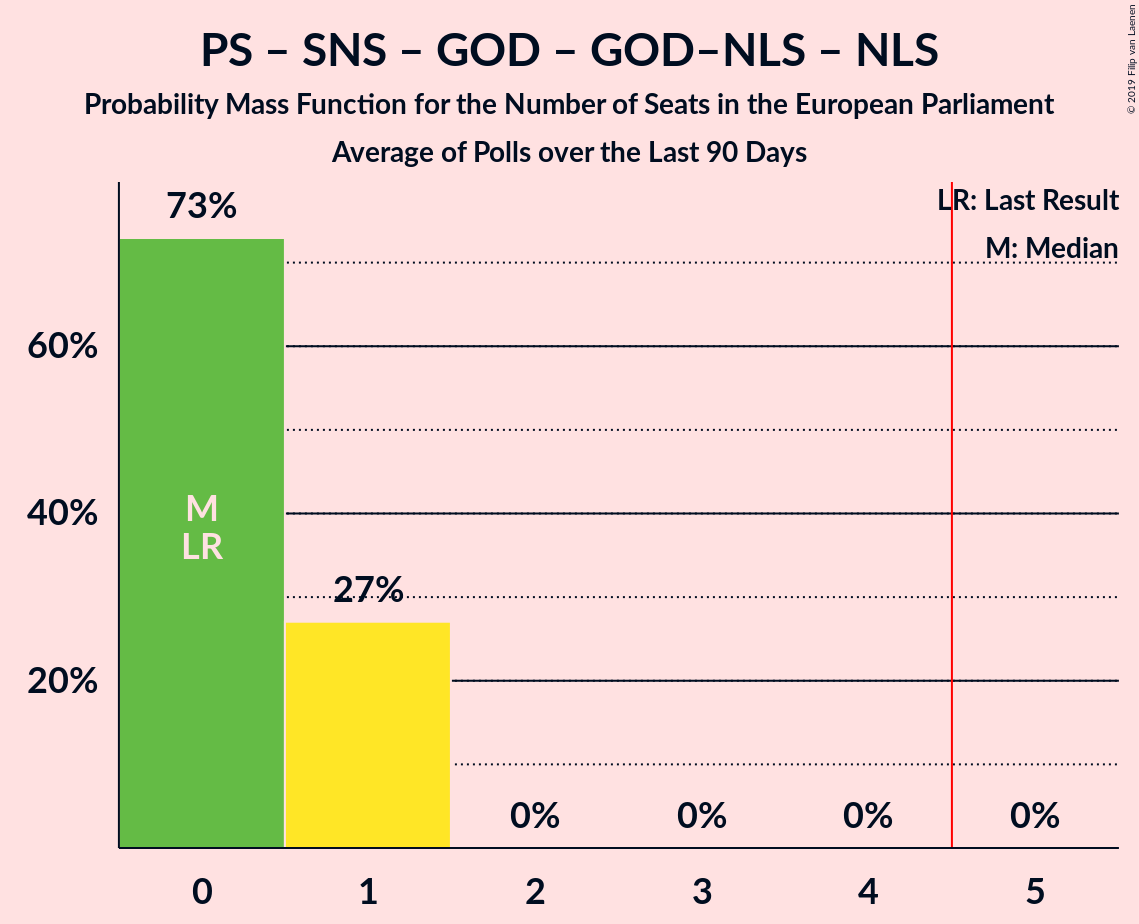 PS – SNS – GOD – GOD–NLS – NLS
Probability Mass Function for the Number of Seats in the European Parliament
Average of Polls over the Last 90 Days
© 2019 Filip van Laenen
LR: Last Result
M: Median
73%
60%
40%
20%
M
LR
27%
0%
0%
0%
0%
0
1
2
3
4
5